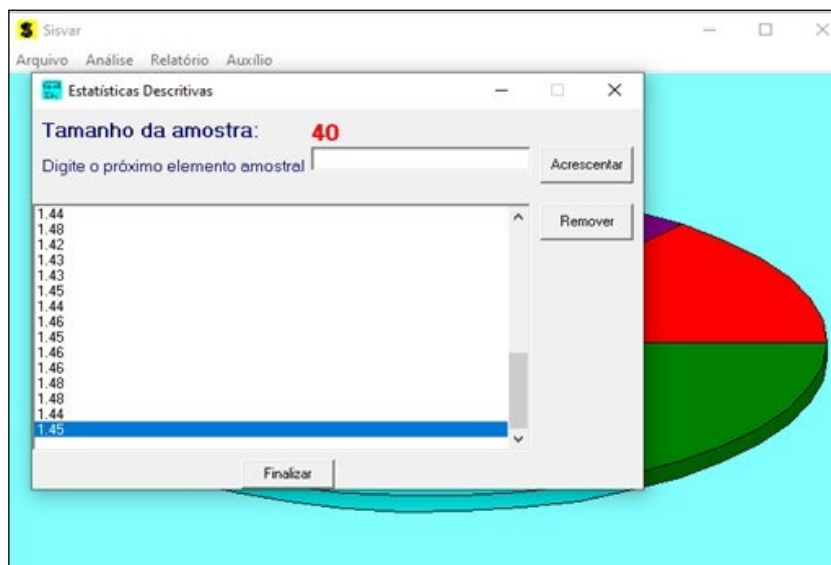 Sisvar
Arquivo Análise Relatório Auxílio
Estatísticas Descritivas
Tamanho da amostra: 40
Digite o próximo elemento amostral
Acrescentar
Remover
1.44
1.48
1.42
1.43
1.43
1.45
1.44
1.46
1.45
1.46
1.46
1.48
1.48
1.44
1.45
Finalizar